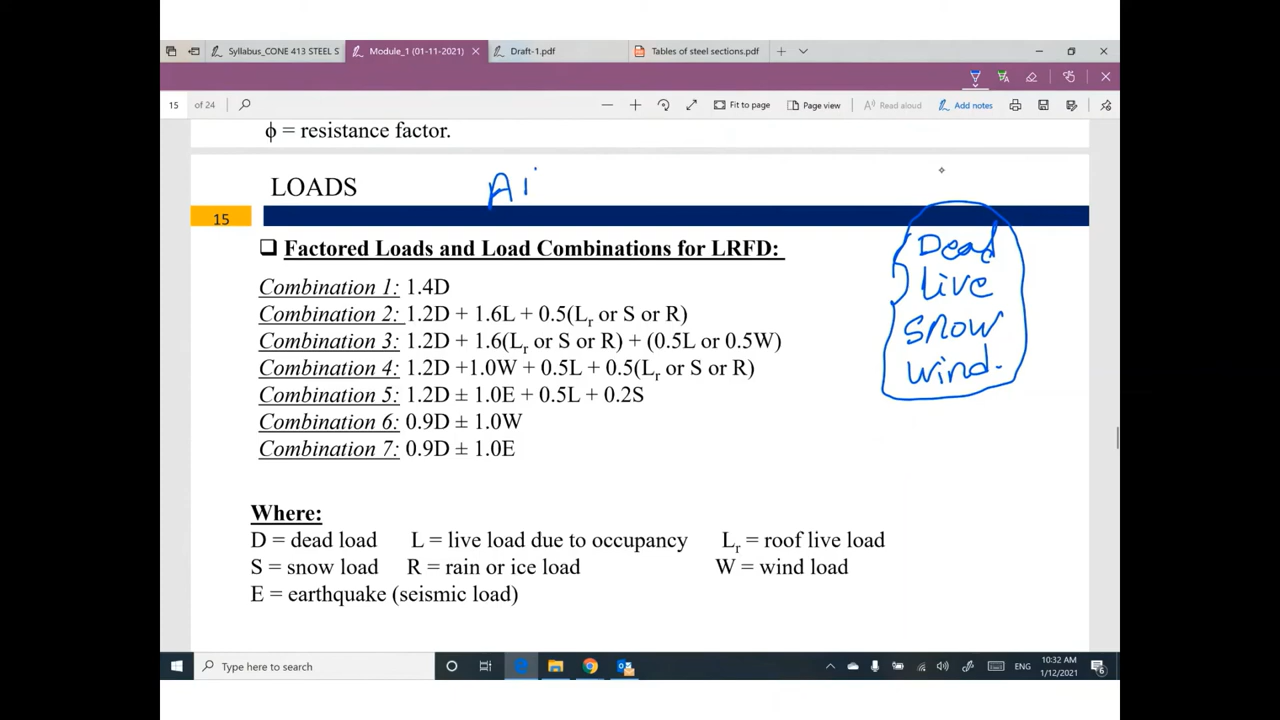 Syllabus_CONE 413 STEEL S
Module_1 (01-11-2021)
Draft-1.pdf
Tables of steel sections.pdf
15 of 24
Fit to page
Page view
Read aloud
Add notes
ϕ = resistance factor.
LOADS
AI
15
Factored Loads and Load Combinations for LRFD:
Combination 1: 1.4D
Combination 2: 1.2D + 1.6L + 0.5(Lr or S or R)
Combination 3: 1.2D + 1.6(Lr or S or R) + (0.5L or 0.5W)
Combination 4: 1.2D +1.0W + 0.5L + 0.5(Lr or S or R)
Combination 5: 1.2D ± 1.0E + 0.5L + 0.2S
Combination 6: 0.9D ± 1.0W
Combination 7: 0.9D ± 1.0E
Dead
live
snow
wind.
Where:
D = dead load L = live load due to occupancy Lr = roof live load
S = snow load R = rain or ice load W = wind load
E = earthquake (seismic load)
Type here to search
ENG
10:32 AM
1/12/2021
6